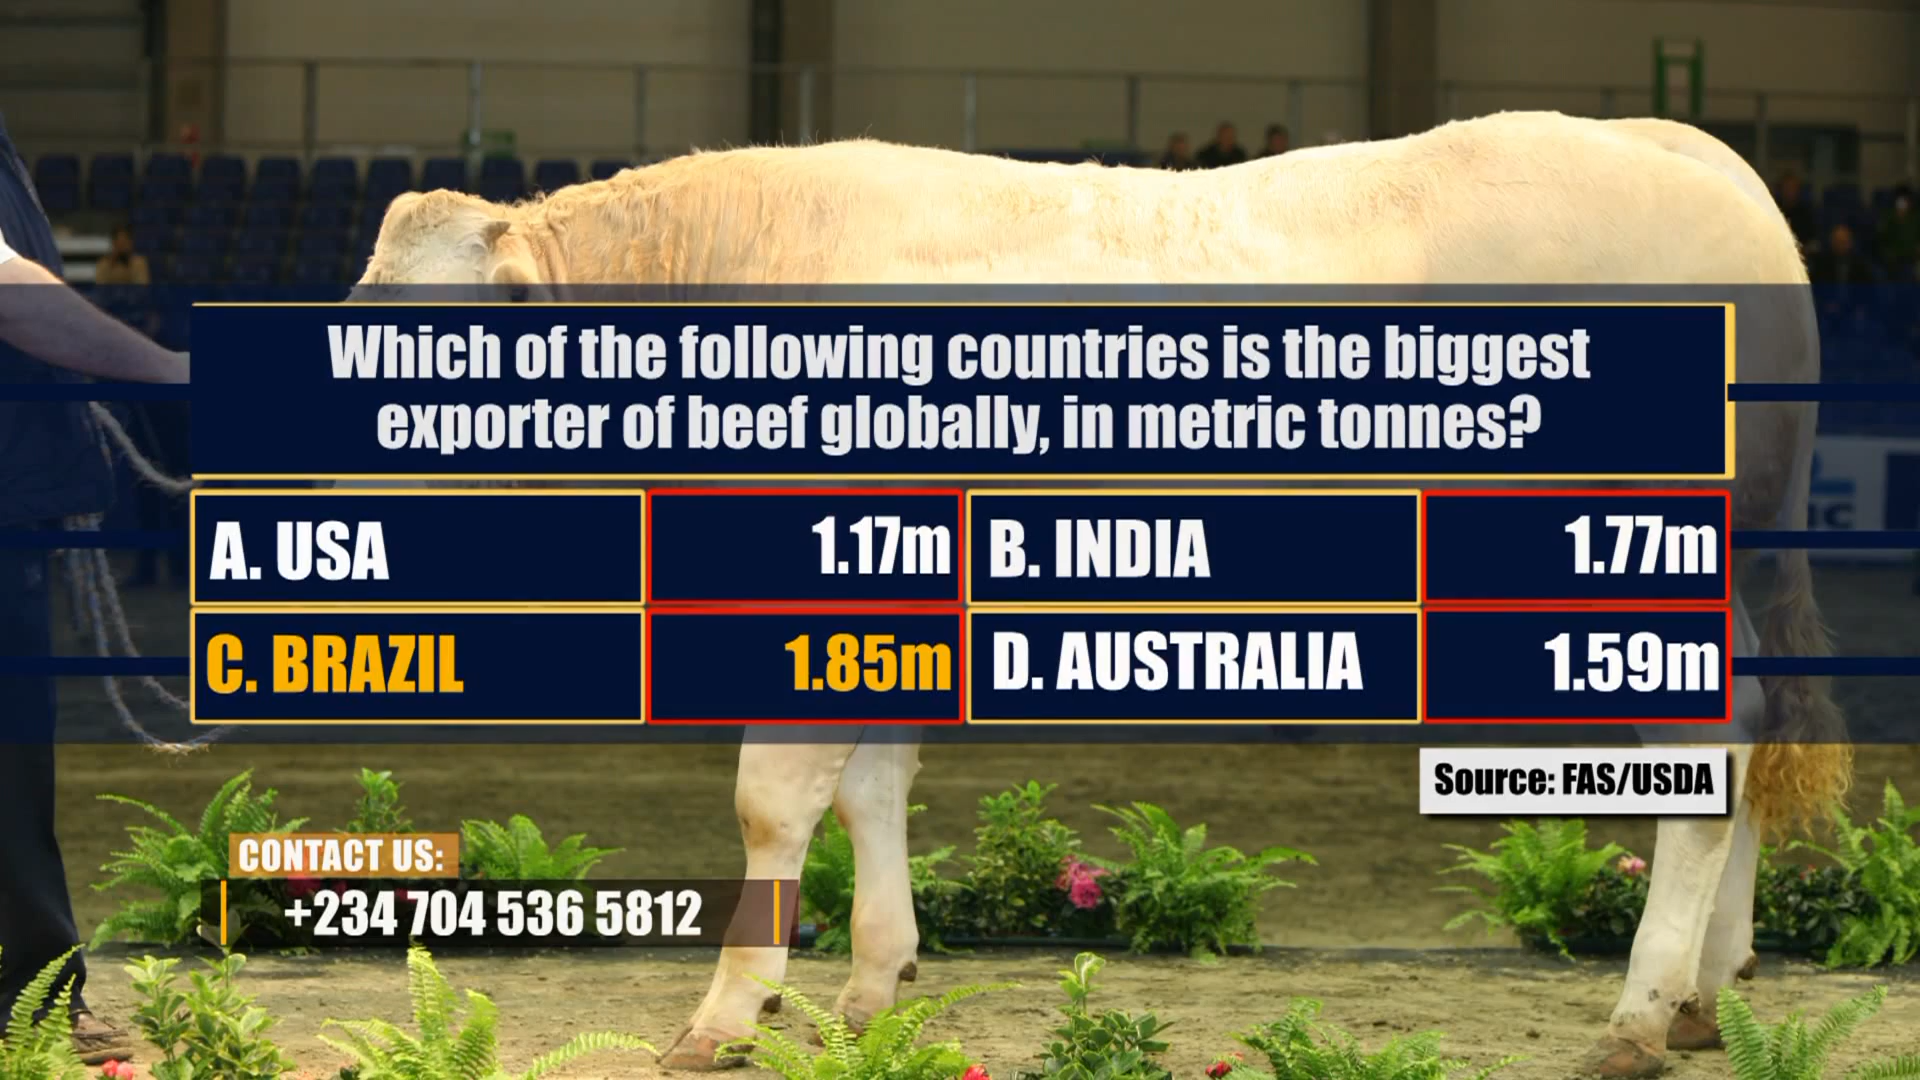 Which of the following countries is the biggest
exporter of beef globally, in metric tonnes?
A. USA 1.17m B. INDIA 1.77m
C. BRAZIL 1.85m D. AUSTRALIA 1.59m
Source: FAS/USDA
CONTACT US:
+234 704 536 5812